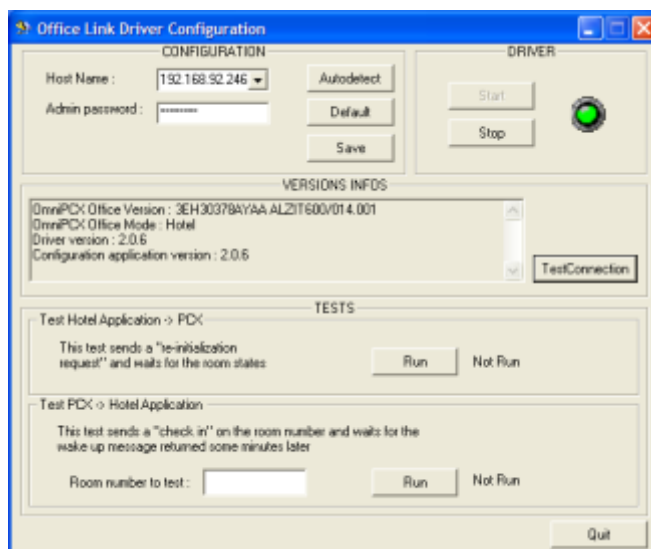 Office Link Driver Configuration
CONFIGURATION
Host Name :
192.168.92.246
Autodetect
Admin password :
Default
Save
DRIVER
Start
Stop
VERSIONS INFOS
OmniPCX Office Version : 3EH30378AYAA ALZIT600/014.001
OmniPCX Office Mode : Hotel
Driver version : 2.0.6
Configuration application version : 2.0.6
TestConnection
TESTS
Test Hotel Application -> PCX
This test sends a "re-initialization
request" and waits for the room states
Run
Not Run
Test PCX -> Hotel Application
This test sends a "check in" on the room number and waits for the
wake up message returned some minutes later
Room number to test :
Run
Not Run
Quit